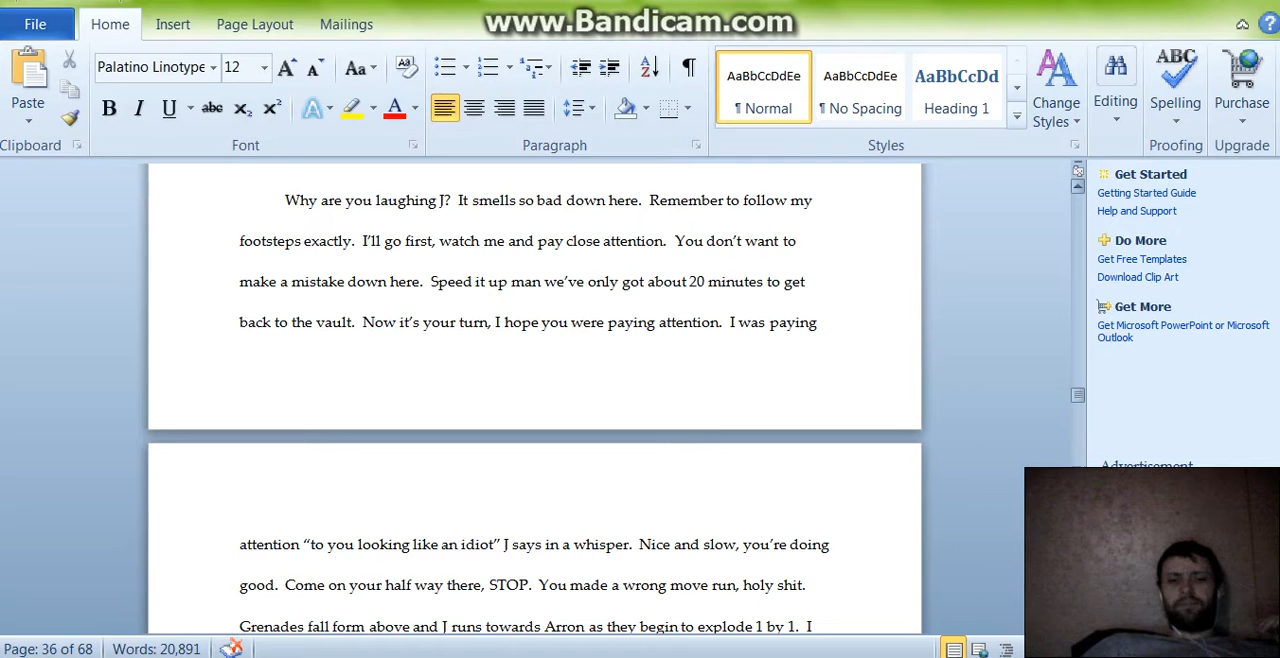 www.Bandicam.com
File Home Insert Page Layout Mailings
Palatino Linotype 12 Aa AaBbCcDdEe AaBbCcDdEe AaBbCcDd ABC
Paste B I U abc X₂ X² A A ¶ Normal ¶ No Spacing Heading 1 Change Styles Editing Spelling Purchase
Clipboard Font Paragraph Styles Proofing Upgrade
Why are you laughing J?  It smells so bad down here.  Remember to follow my
footsteps exactly.  I'll go first, watch me and pay close attention.  You don't want to
make a mistake down here.  Speed it up man we've only got about 20 minutes to get
back to the vault.  Now it's your turn, I hope you were paying attention.  I was paying
attention “to you looking like an idiot” J says in a whisper.  Nice and slow, you're doing
good.  Come on your half way there, STOP.  You made a wrong move run, holy shit.
Grenades fall form above and J runs towards Arron as they begin to explode 1 by 1.  I
Get Started
Getting Started Guide
Help and Support
Do More
Get Free Templates
Download Clip Art
Get More
Get Microsoft PowerPoint or Microsoft
Outlook
Advertisement
Page: 36 of 68 Words: 20,891